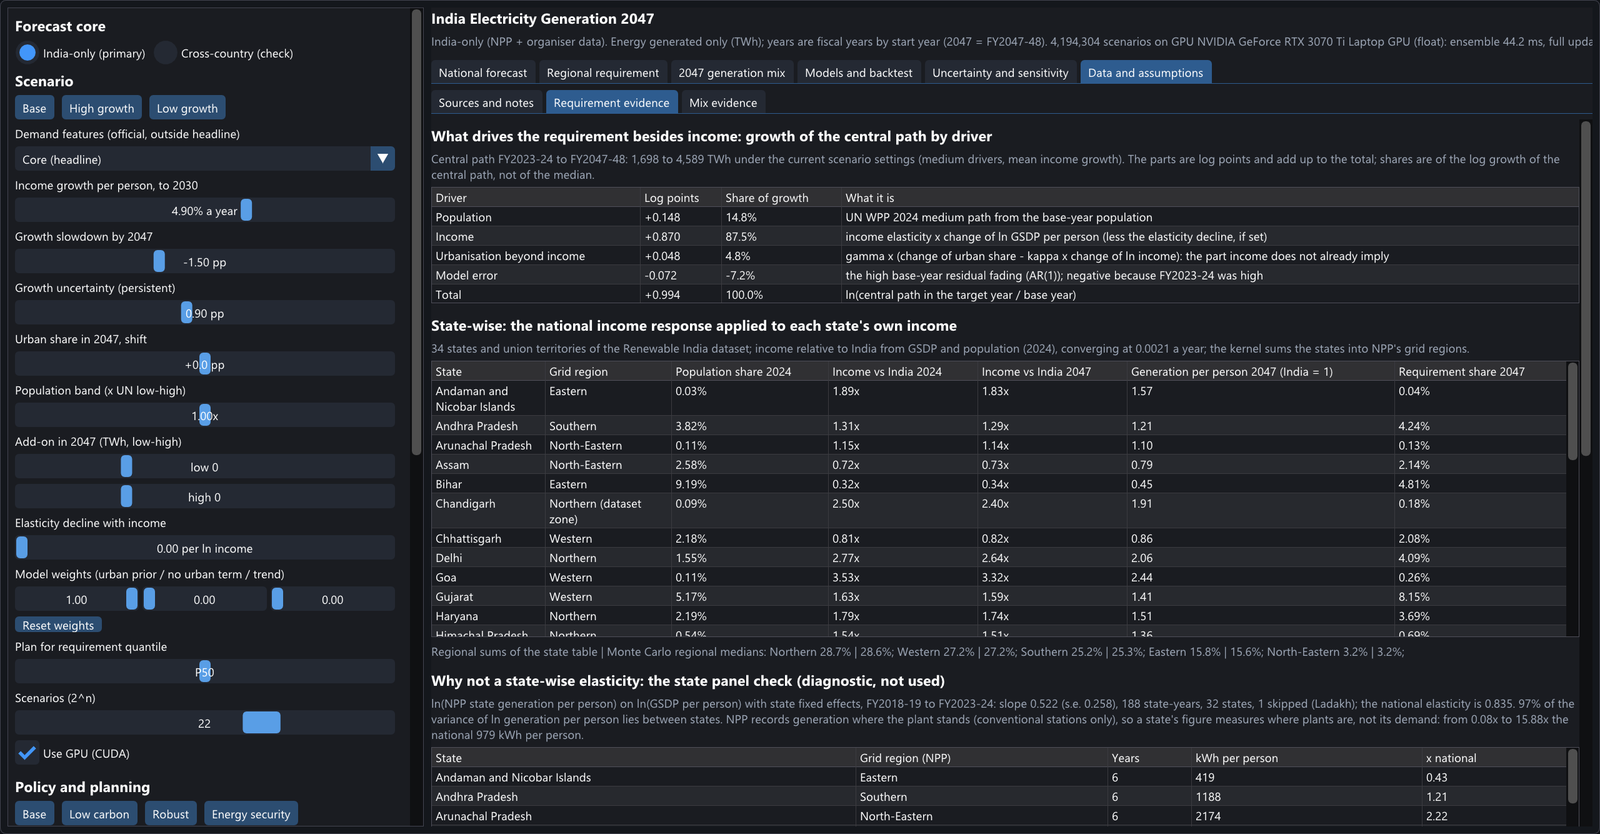 Forecast core
India-only (primary)
Cross-country (check)
Scenario
Base
High growth
Low growth
Demand features (official, outside headline)
Core (headline)
Income growth per person, to 2030
4.90% a year
Growth slowdown by 2047
-1.50 pp
Growth uncertainty (persistent)
0.90 pp
Urban share in 2047, shift
+0.0 pp
Population band (x UN low-high)
1.00x
Add-on in 2047 (TWh, low-high)
low 0
high 0
Elasticity decline with income
0.00 per ln income
Model weights (urban prior / no urban term / trend)
1.00 0.00 0.00
Reset weights
Plan for requirement quantile
P50
Scenarios (2^n)
22
Use GPU (CUDA)
Policy and planning
Base
Low carbon
Robust
Energy security
India Electricity Generation 2047
India-only (NPP + organiser data). Energy generated only (TWh); years are fiscal years by start year (2047 = FY2047-48). 4,194,304 scenarios on GPU NVIDIA GeForce RTX 3070 Ti Laptop GPU (float): ensemble 44.2 ms, full upda
National forecast
Regional requirement
2047 generation mix
Models and backtest
Uncertainty and sensitivity
Data and assumptions
Sources and notes
Requirement evidence
Mix evidence
What drives the requirement besides income: growth of the central path by driver
Central path FY2023-24 to FY2047-48: 1,698 to 4,589 TWh under the current scenario settings (medium drivers, mean income growth). The parts are log points and add up to the total; shares are of the log growth of the
central path, not of the median.
Driver Log points Share of growth What it is
Population +0.148 14.8% UN WPP 2024 medium path from the base-year population
Income +0.870 87.5% income elasticity x change of ln GSDP per person (less the elasticity decline, if set)
Urbanisation beyond income +0.048 4.8% gamma x (change of urban share - kappa x change of ln income): the part income does not already imply
Model error -0.072 -7.2% the high base-year residual fading (AR(1)); negative because FY2023-24 was high
Total +0.994 100.0% ln(central path in the target year / base year)
State-wise: the national income response applied to each state's own income
34 states and union territories of the Renewable India dataset; income relative to India from GSDP and population (2024), converging at 0.0021 a year; the kernel sums the states into NPP's grid regions.
State Grid region Population share 2024 Income vs India 2024 Income vs India 2047 Generation per person 2047 (India = 1) Requirement share 2047
Andaman and Eastern 0.03% 1.89x 1.83x 1.57 0.04%
Nicobar Islands
Andhra Pradesh Southern 3.82% 1.31x 1.29x 1.21 4.24%
Arunachal Pradesh North-Eastern 0.11% 1.15x 1.14x 1.10 0.13%
Assam North-Eastern 2.58% 0.72x 0.73x 0.79 2.14%
Bihar Eastern 9.19% 0.32x 0.34x 0.45 4.81%
Chandigarh Northern (dataset 0.09% 2.50x 2.40x 1.91 0.18%
zone)
Chhattisgarh Western 2.18% 0.81x 0.82x 0.86 2.08%
Delhi Northern 1.55% 2.77x 2.64x 2.06 4.09%
Goa Western 0.11% 3.53x 3.32x 2.44 0.26%
Gujarat Western 5.17% 1.63x 1.59x 1.41 8.15%
Haryana Northern 2.19% 1.79x 1.74x 1.51 3.69%
Himachal Pradesh Northern 0.54% 1.54x 1.51x 1.36 0.69%
Regional sums of the state table | Monte Carlo regional medians: Northern 28.7% | 28.6%; Western 27.2% | 27.2%; Southern 25.2% | 25.3%; Eastern 15.8% | 15.6%; North-Eastern 3.2% | 3.2%;
Why not a state-wise elasticity: the state panel check (diagnostic, not used)
ln(NPP state generation per person) on ln(GSDP per person) with state fixed effects, FY2018-19 to FY2023-24: slope 0.522 (s.e. 0.258), 188 state-years, 32 states, 1 skipped (Ladakh); the national elasticity is 0.835. 97% of the
variance of ln generation per person lies between states. NPP records generation where the plant stands (conventional stations only), so a state's figure measures where plants are, not its demand: from 0.08x to 15.88x the
national 979 kWh per person.
State Grid region (NPP) Years kWh per person x national
Andaman and Nicobar Islands Eastern 6 419 0.43
Andhra Pradesh Southern 6 1188 1.21
Arunachal Pradesh North-Eastern 6 2174 2.22